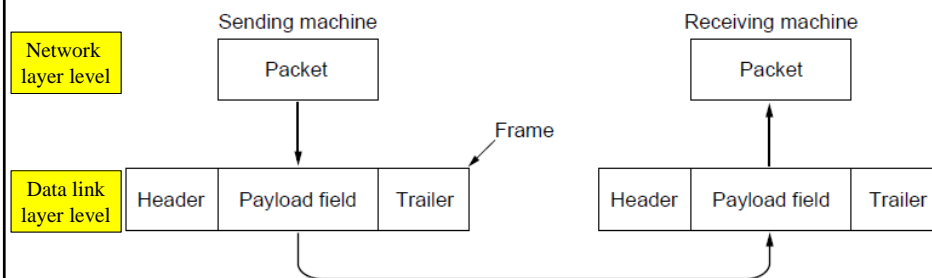 Sending machine
Receiving machine
Network
layer level
Packet
Packet
Frame
Data link
layer level
Header
Payload field
Trailer
Header
Payload field
Trailer